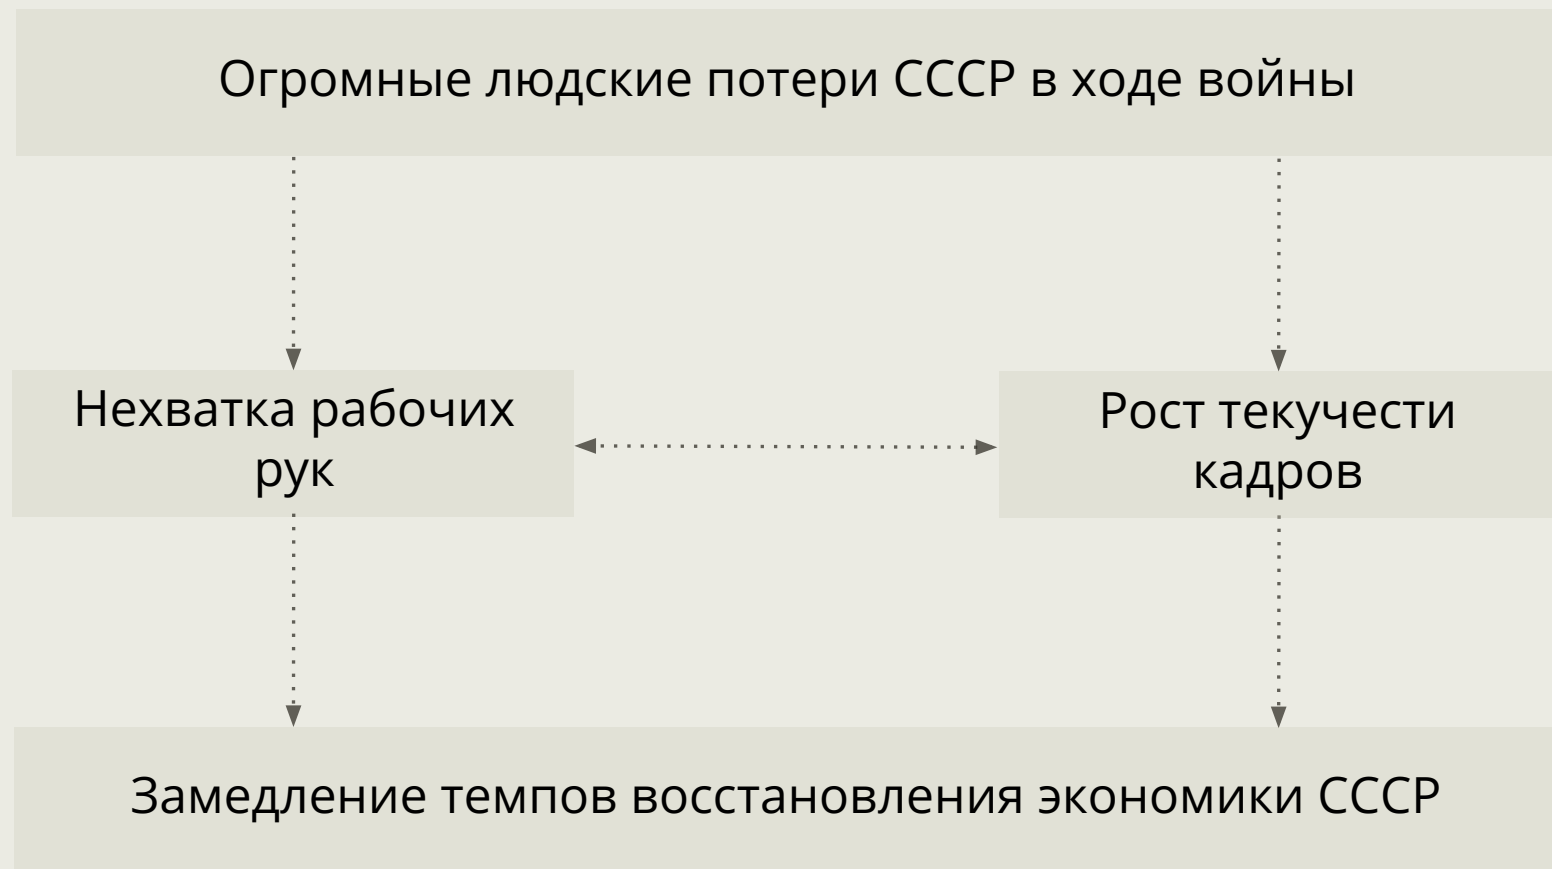 Огромные людские потери СССР в ходе войны
Нехватка рабочих
рук
Рост текучести
кадров
Замедление темпов восстановления экономики СССР